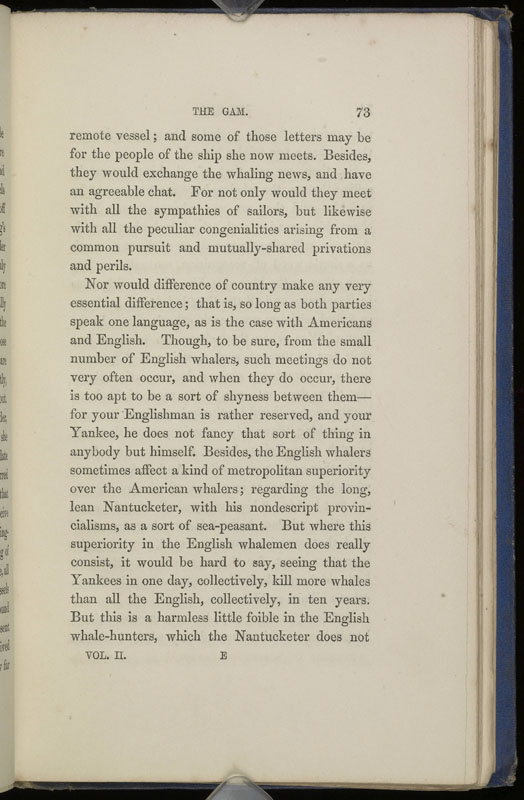 THE GAM. 73
remote vessel; and some of those letters may be
for the people of the ship she now meets. Besides,
they would exchange the whaling news, and have
an agreeable chat. For not only would they meet
with all the sympathies of sailors, but likewise
with all the peculiar congenialities arising from a
common pursuit and mutually-shared privations
and perils.
Nor would difference of country make any very
essential difference; that is, so long as both parties
speak one language, as is the case with Americans
and English. Though, to be sure, from the small
number of English whalers, such meetings do not
very often occur, and when they do occur, there
is too apt to be a sort of shyness between them—
for your Englishman is rather reserved, and your
Yankee, he does not fancy that sort of thing in
anybody but himself. Besides, the English whalers
sometimes affect a kind of metropolitan superiority
over the American whalers; regarding the long,
lean Nantucketer, with his nondescript provin-
cialisms, as a sort of sea-peasant. But where this
superiority in the English whalemen does really
consist, it would be hard to say, seeing that the
Yankees in one day, collectively, kill more whales
than all the English, collectively, in ten years.
But this is a harmless little foible in the English
whale-hunters, which the Nantucketer does not
VOL. II. E